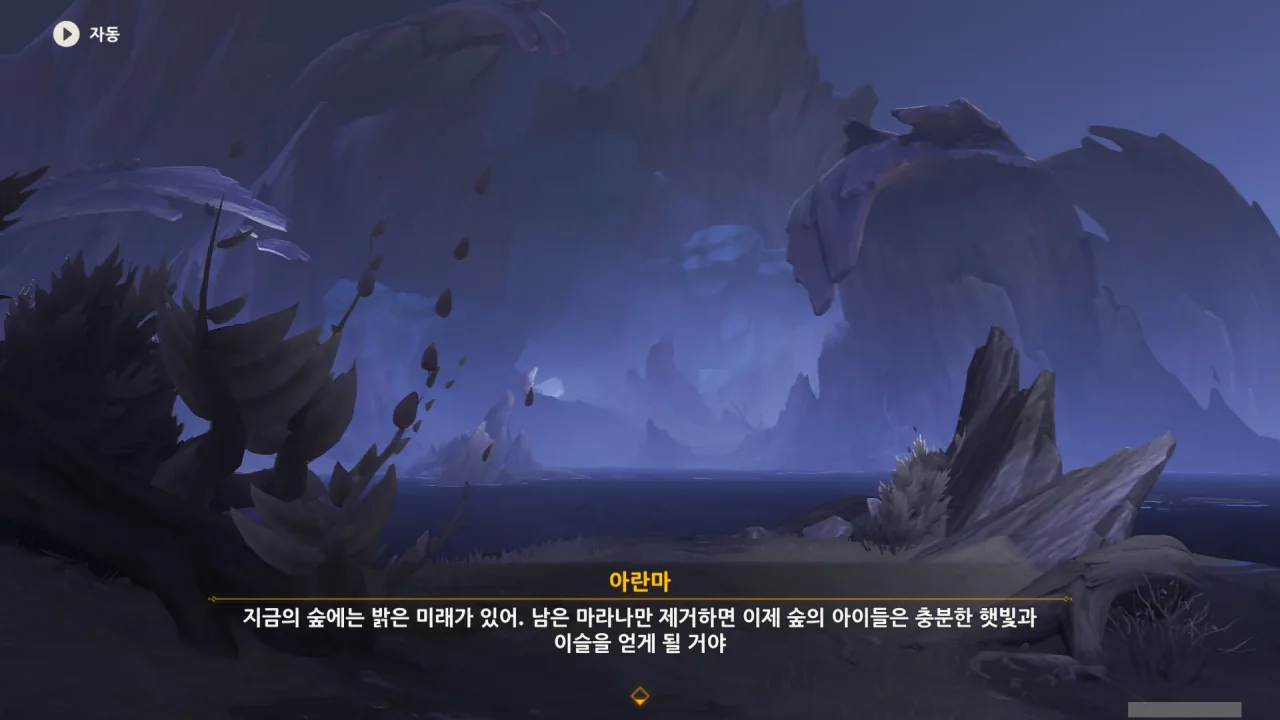 자동
아란마
지금의 숲에는 밝은 미래가 있어. 남은 마라나만 제거하면 이제 숲의 아이들은 충분한 햇빛과
이슬을 얻게 될 거야